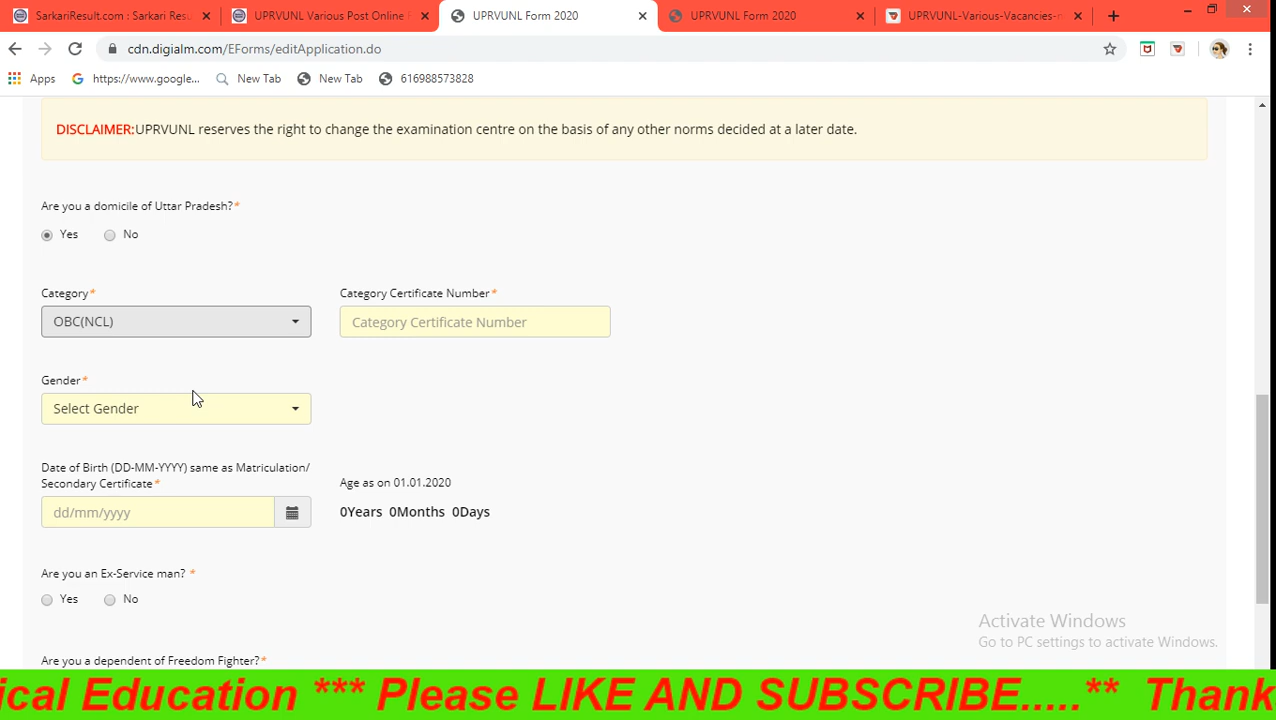 SarkariResult.com : Sarkari Resu
UPRVUNL Various Post Online F
UPRVUNL Form 2020
UPRVUNL Form 2020
UPRVUNL-Various-Vacancies-n
cdn.digialm.com/EForms/editApplication.do
Apps
https://www.google...
New Tab
New Tab
616988573828
DISCLAIMER:UPRVUNL reserves the right to change the examination centre on the basis of any other norms decided at a later date.
Are you a domicile of Uttar Pradesh?*
Yes No
Category* Category Certificate Number*
OBC(NCL) Category Certificate Number
Gender*
Select Gender
Date of Birth (DD-MM-YYYY) same as Matriculation/
Secondary Certificate* Age as on 01.01.2020
dd/mm/yyyy 0Years 0Months 0Days
Are you an Ex-Service man? *
Yes No
Activate Windows
Go to PC settings to activate Windows.
Are you a dependent of Freedom Fighter?*
ical Education *** Please LIKE AND SUBSCRIBE.....** Thank